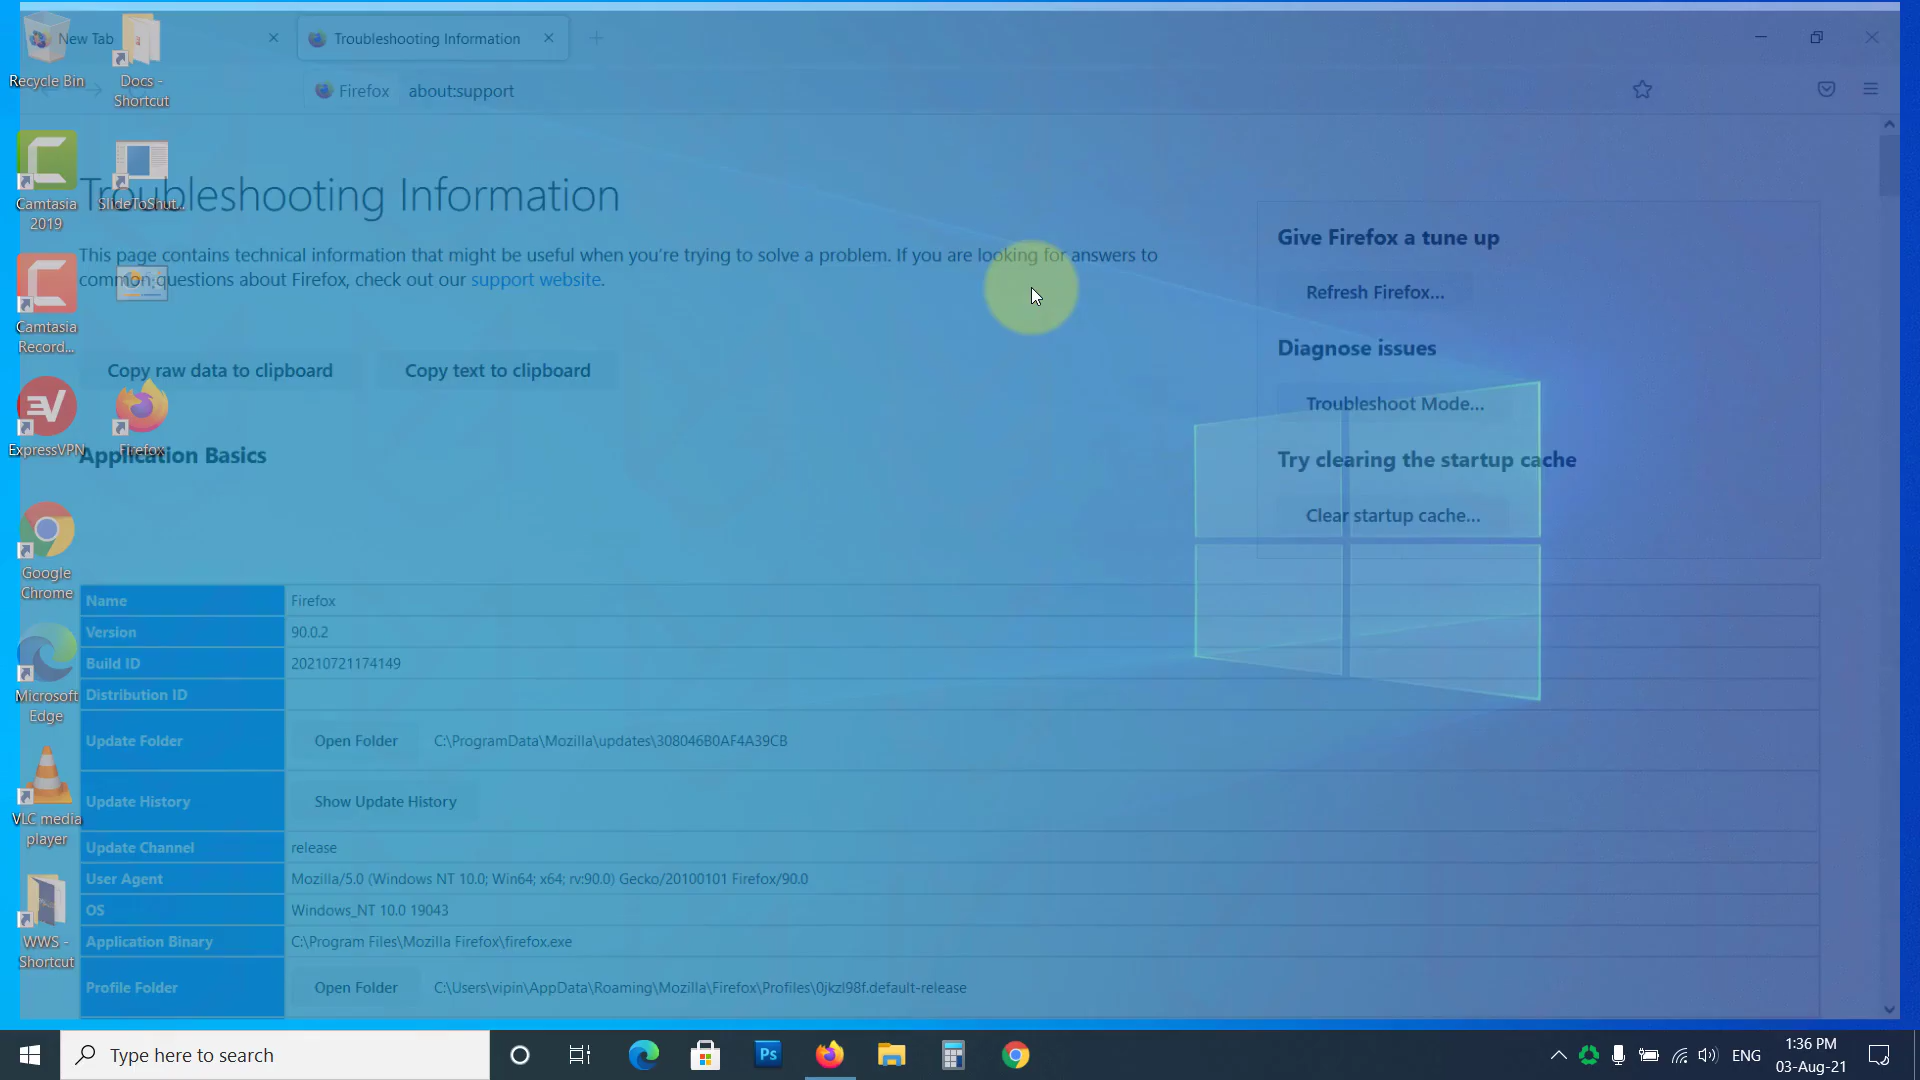 New Tab
Troubleshooting Information
Firefox
about:support
Recycle Bin
Docs -
Shortcut
Camtasia
2019
SlideToShut...
Camtasia
Record...
ExpressVPN
Firefox
Google
Chrome
Microsoft
Edge
VLC media
player
WWS -
Shortcut
Troubleshooting Information
This page contains technical information that might be useful when you're trying to solve a problem. If you are looking for answers to
common questions about Firefox, check out our support website.
Copy raw data to clipboard
Copy text to clipboard
Give Firefox a tune up
Refresh Firefox...
Diagnose issues
Troubleshoot Mode...
Try clearing the startup cache
Clear startup cache...
Application Basics
Name Firefox
Version 90.0.2
Build ID 20210721174149
Distribution ID
Update Folder Open Folder C:\ProgramData\Mozilla\updates\308046B0AF4A39CB
Update History Show Update History
Update Channel release
User Agent Mozilla/5.0 (Windows NT 10.0; Win64; x64; rv:90.0) Gecko/20100101 Firefox/90.0
OS Windows_NT 10.0 19043
Application Binary C:\Program Files\Mozilla Firefox\firefox.exe
Profile Folder Open Folder C:\Users\vipin\AppData\Roaming\Mozilla\Firefox\Profiles\0jkzl98f.default-release
Type here to search
Ps
ENG
1:36 PM
03-Aug-21